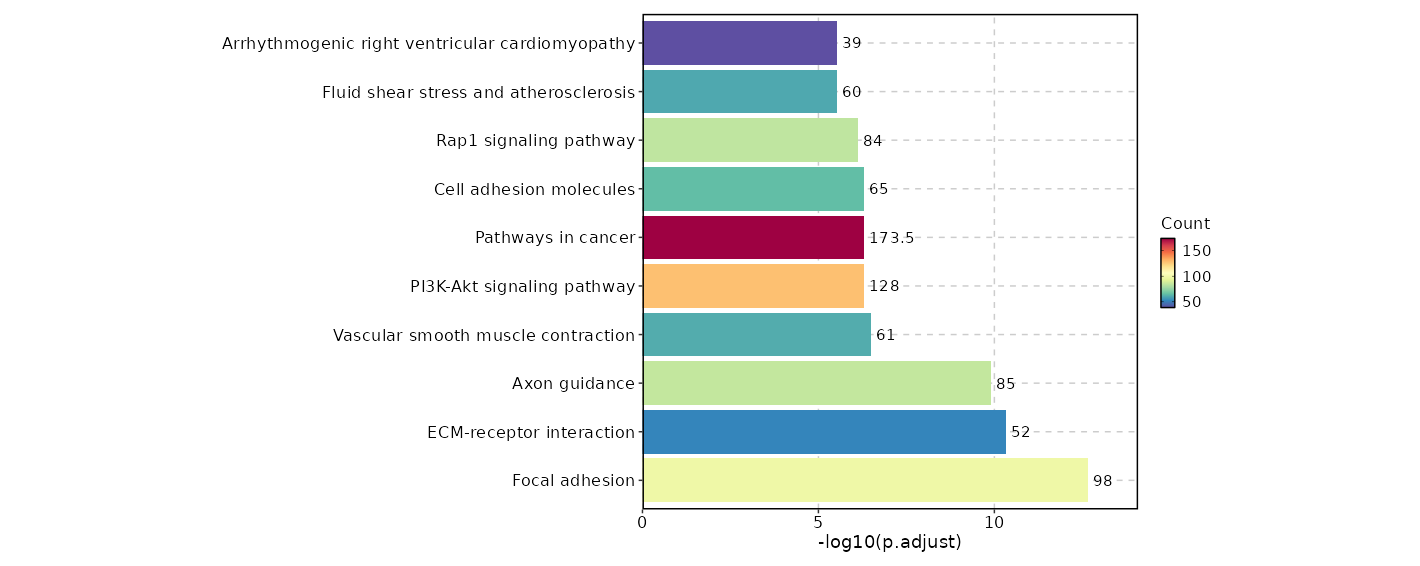 Arrhythmogenic right ventricular cardiomyopathy 39
Fluid shear stress and atherosclerosis 60
Rap1 signaling pathway 84
Cell adhesion molecules 65
Pathways in cancer 173.5
PI3K-Akt signaling pathway 128
Vascular smooth muscle contraction 61
Axon guidance 85
ECM-receptor interaction 52
Focal adhesion 98
0 5 10
-log10(p.adjust)
Count
150
100
50